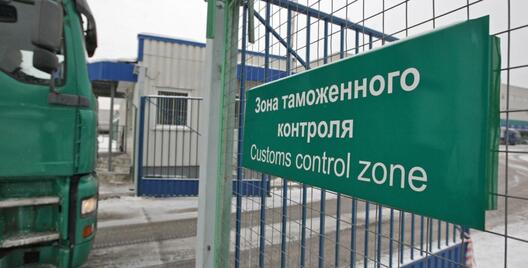 Зона таможенного
контроля
Customs control zone